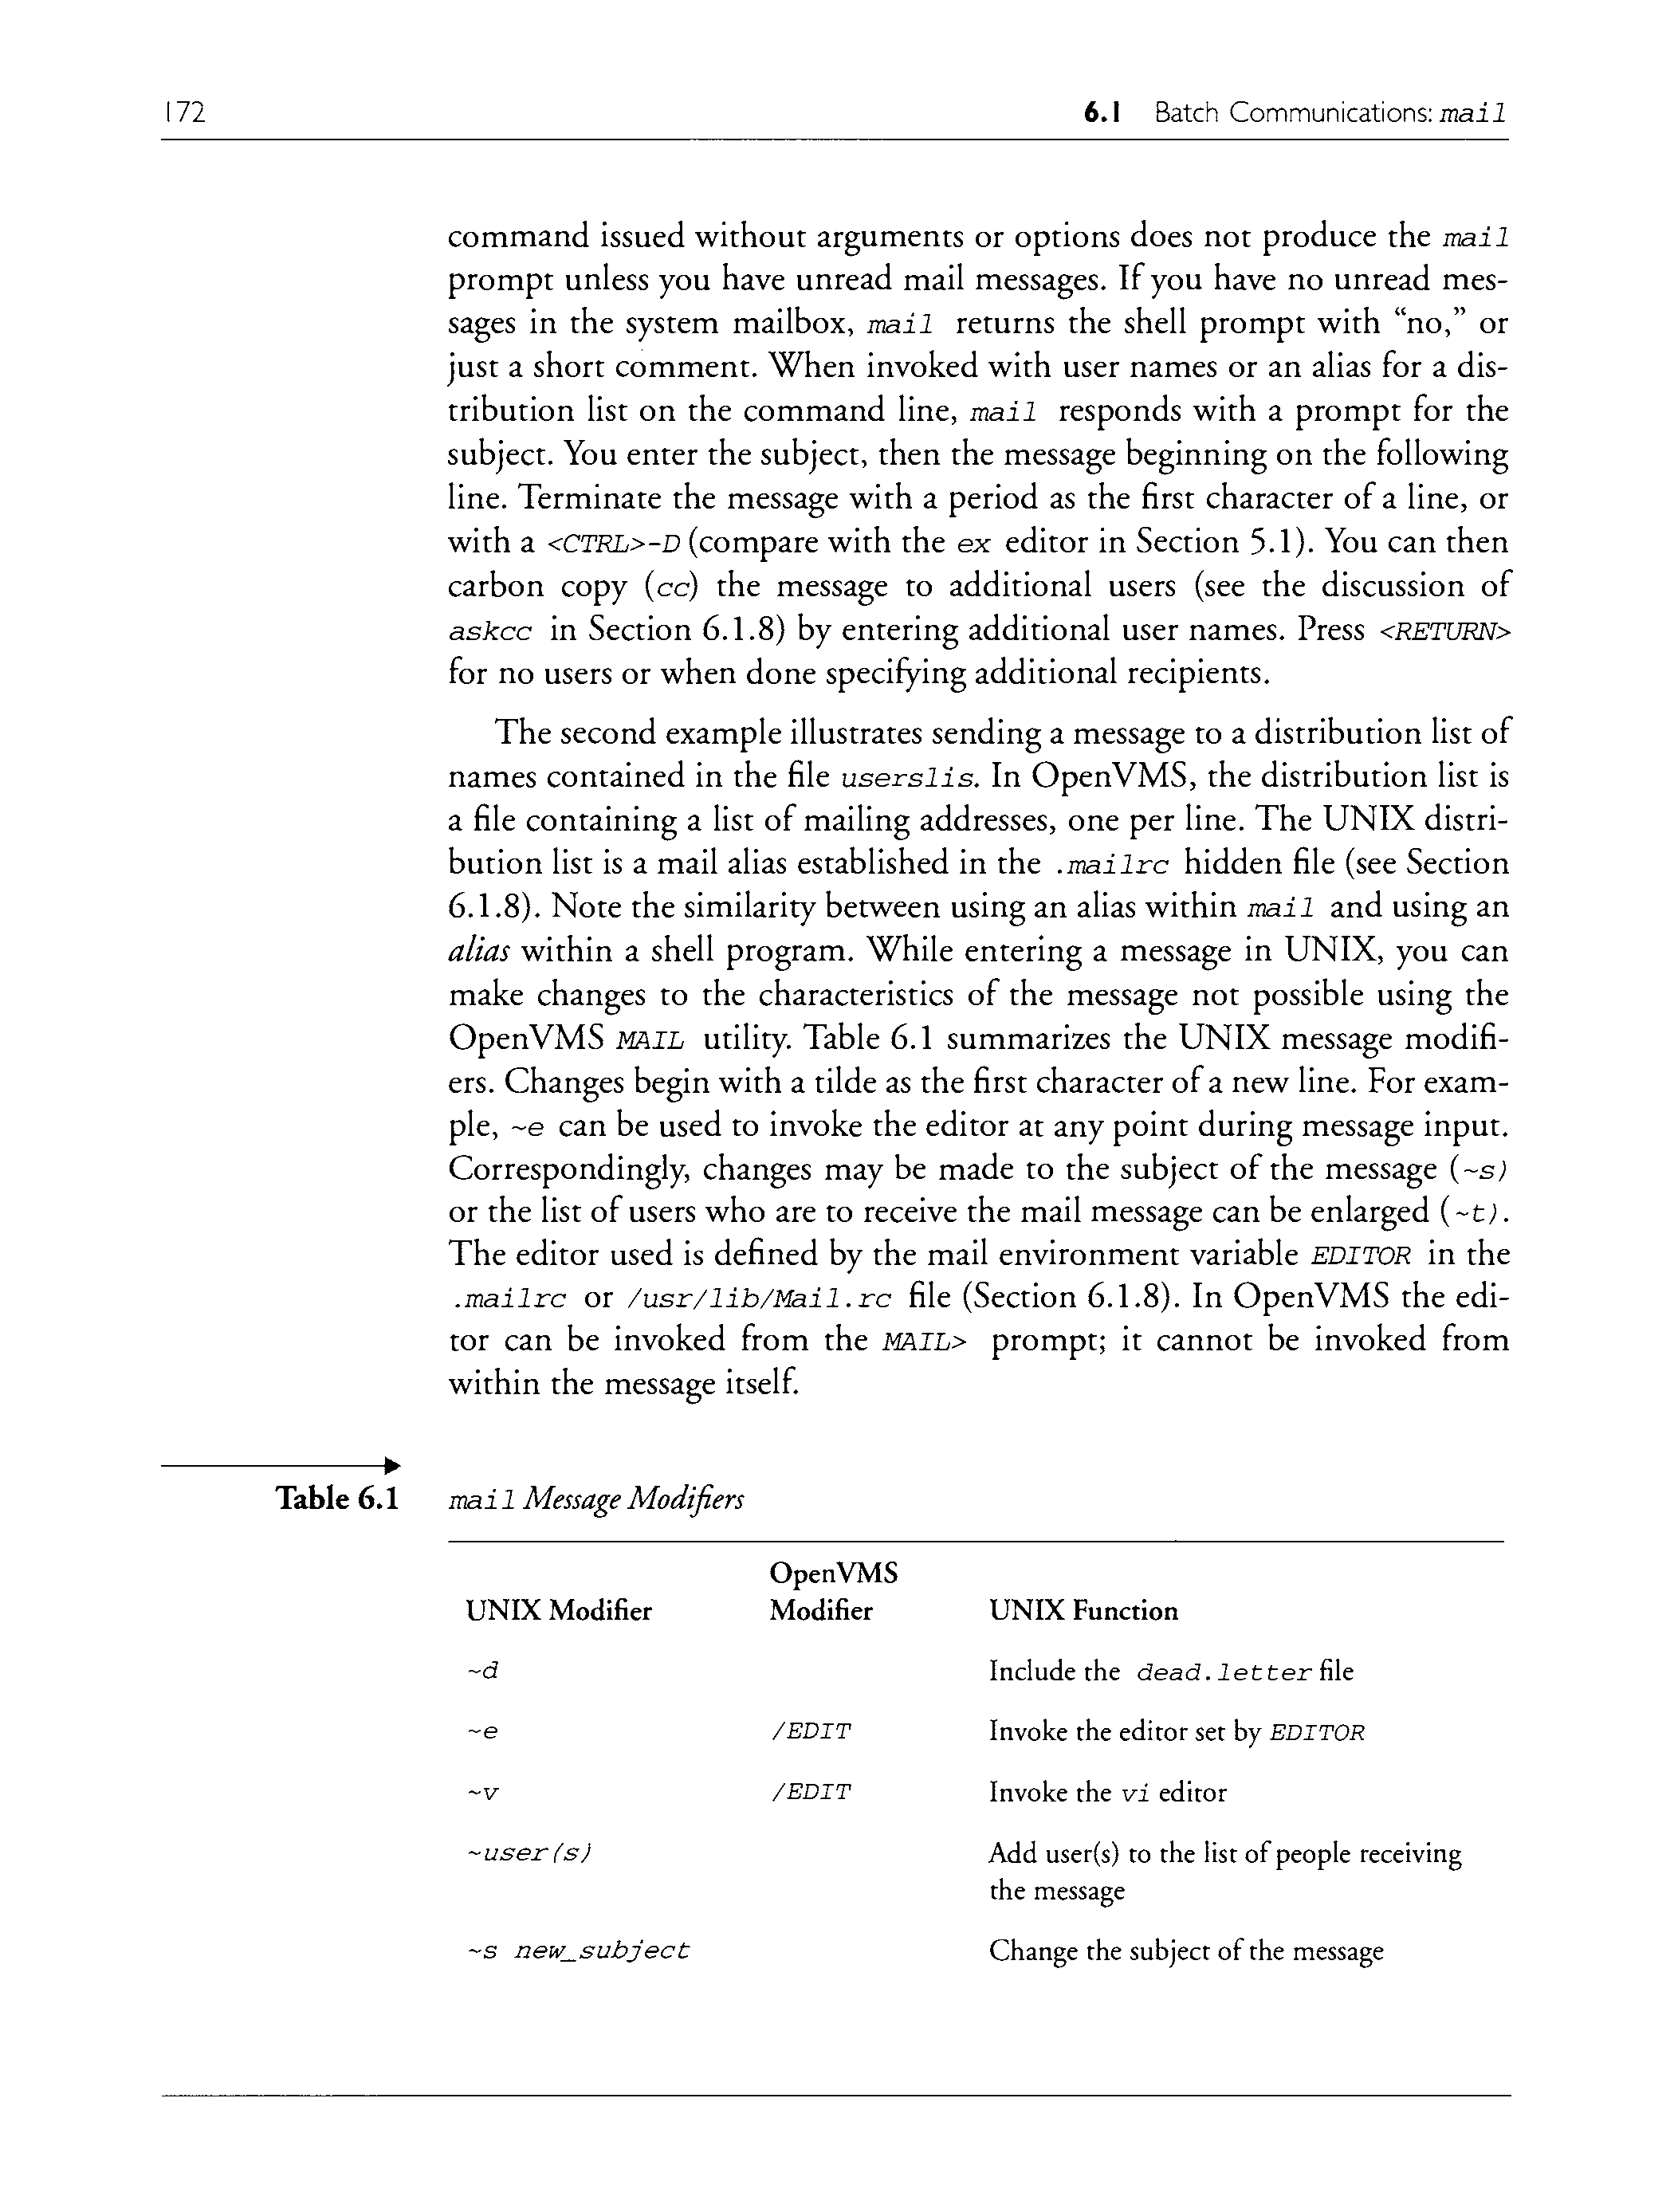 172
6.1 Batch Communications: mail
command issued without arguments or options does not produce the mail
prompt unless you have unread mail messages. If you have no unread mes-
sages in the system mailbox, mail returns the shell prompt with “no,” or
just a short comment. When invoked with user names or an alias for a dis-
tribution list on the command line, mail responds with a prompt for the
subject. You enter the subject, then the message beginning on the following
line. Terminate the message with a period as the first character of a line, or
with a <CTRL>-D (compare with the ex editor in Section 5.1). You can then
carbon copy (cc) the message to additional users (see the discussion of
askcc in Section 6.1.8) by entering additional user names. Press <RETURN>
for no users or when done specifying additional recipients.
The second example illustrates sending a message to a distribution list of
names contained in the file userslis. In OpenVMS, the distribution list is
a file containing a list of mailing addresses, one per line. The UNIX distri-
bution list is a mail alias established in the .mailrc hidden file (see Section
6.1.8). Note the similarity between using an alias within mail and using an
alias within a shell program. While entering a message in UNIX, you can
make changes to the characteristics of the message not possible using the
OpenVMS MAIL utility. Table 6.1 summarizes the UNIX message modifi-
ers. Changes begin with a tilde as the first character of a new line. For exam-
ple, ~e can be used to invoke the editor at any point during message input.
Correspondingly, changes may be made to the subject of the message (~s)
or the list of users who are to receive the mail message can be enlarged (~t).
The editor used is defined by the mail environment variable EDITOR in the
.mailrc or /usr/lib/Mail.rc file (Section 6.1.8). In OpenVMS the edi-
tor can be invoked from the MAIL> prompt; it cannot be invoked from
within the message itself.
Table 6.1 mail Message Modifiers
OpenVMS
UNIX Modifier Modifier UNIX Function
~d Include the dead.letter file
~e /EDIT Invoke the editor set by EDITOR
~v /EDIT Invoke the vi editor
~user(s) Add user(s) to the list of people receiving
the message
~s new_subject Change the subject of the message